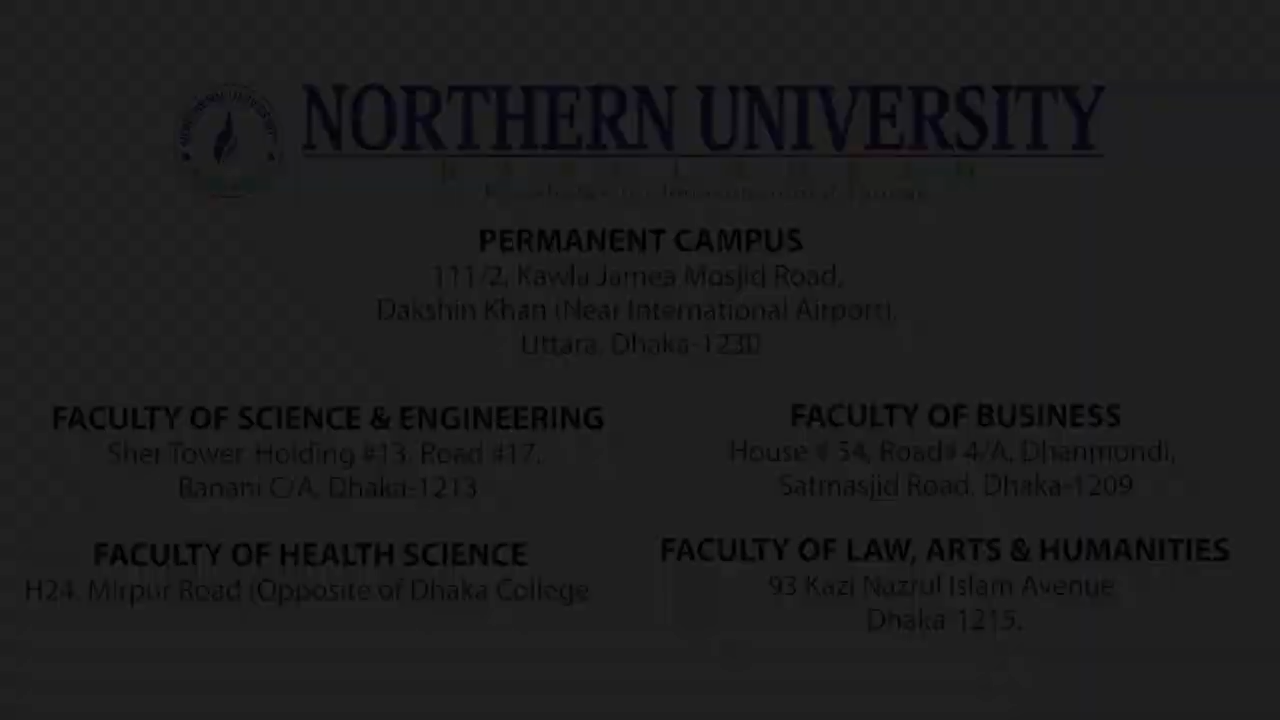 NORTHERN UNIVERSITY
PERMANENT CAMPUS
111/2, Kawla Jamea Mosjid Road,
Dakshin Khan (Near International Airport),
Uttara, Dhaka-1230
FACULTY OF SCIENCE & ENGINEERING
Sher Tower, Holding #13, Road #17,
Banani C/A, Dhaka-1213
FACULTY OF BUSINESS
House # 54, Road# 4/A, Dhanmondi,
Satmasjid Road, Dhaka-1209
FACULTY OF HEALTH SCIENCE
H24, Mirpur Road (Opposite of Dhaka College
FACULTY OF LAW, ARTS & HUMANITIES
93 Kazi Nazrul Islam Avenue
Dhaka-1215.